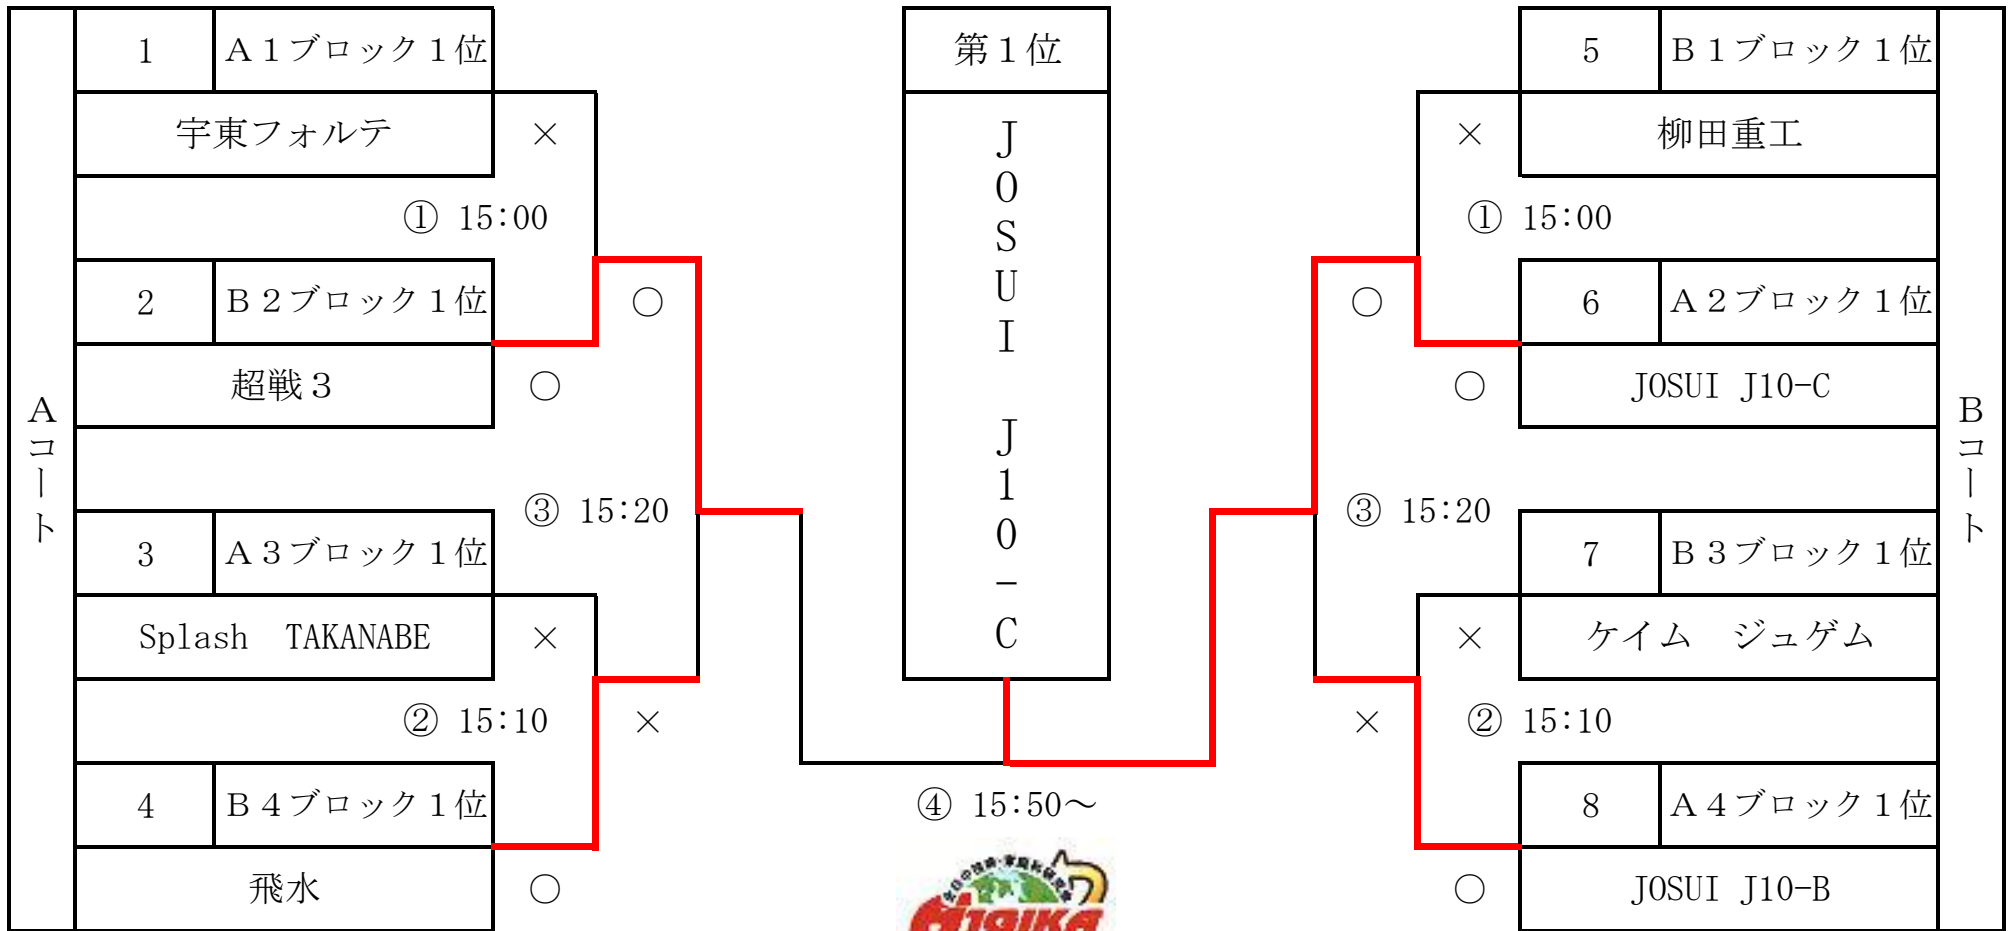 Aコート
1 A1ブロック1位
宇東フォルテ ×
① 15:00
2 B2ブロック1位 ○
超戦3 ○
③ 15:20
3 A3ブロック1位
Splash TAKANABE ×
② 15:10 ×
4 B4ブロック1位
飛水 ○
第1位
JOSUI J10-C
④ 15:50～
Bコート
5 B1ブロック1位
× 柳田重工
① 15:00
○ 6 A2ブロック1位
○ JOSUI J10-C
③ 15:20
7 B3ブロック1位
× ケイム ジュゲム
× ② 15:10
8 A4ブロック1位
○ JOSUI J10-B